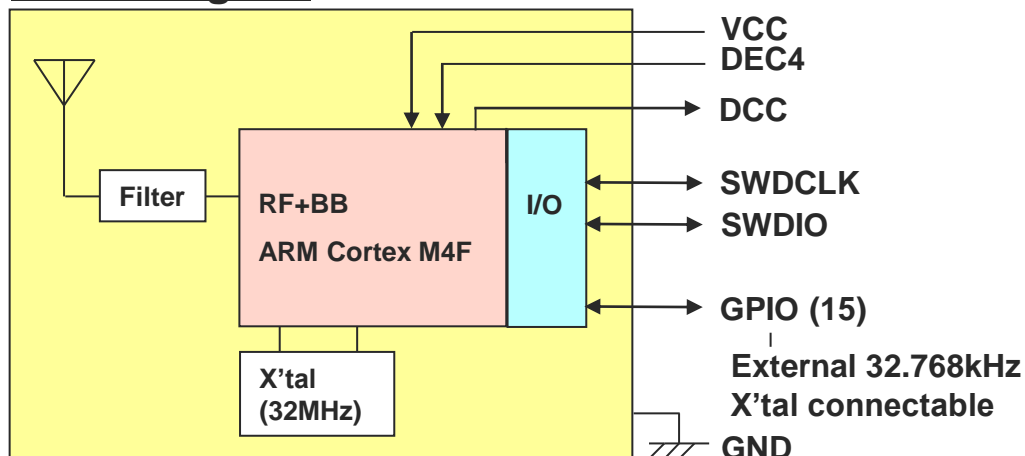 VCC
DEC4
DCC
Filter
RF+BB
ARM Cortex M4F
I/O
SWDCLK
SWDIO
GPIO (15)
External 32.768kHz
X'tal connectable
X'tal
(32MHz)
GND